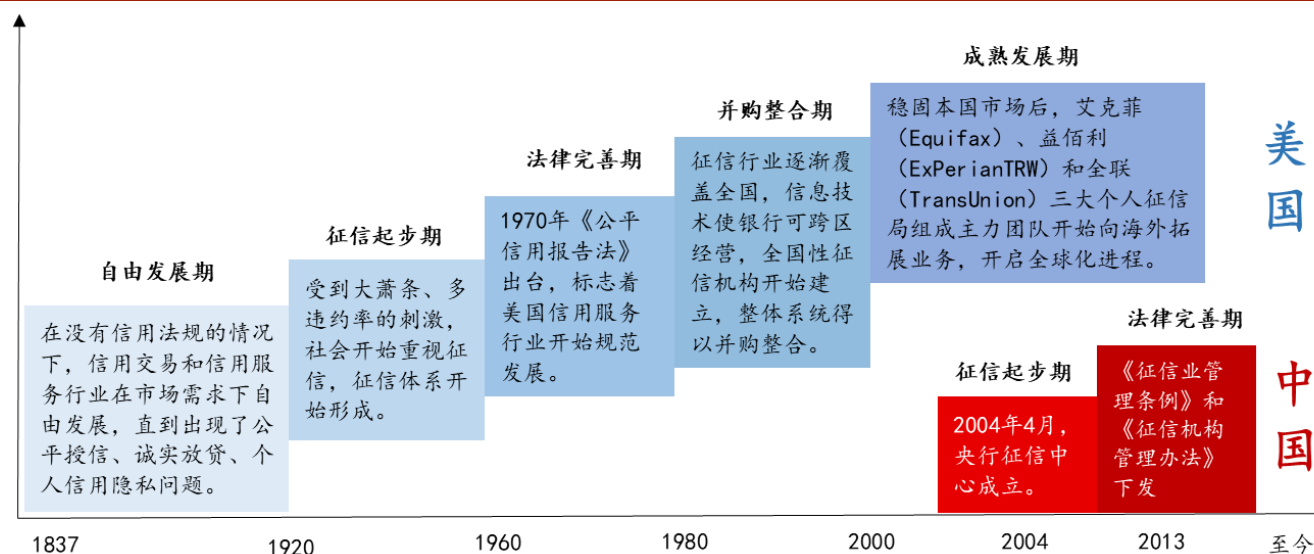 自由发展期
在没有信用法规的情况
下，信用交易和信用服
务行业在市场需求下自
由发展，直到出现了公
平授信、诚实放贷、个
人信用隐私问题。
征信起步期
受到大萧条、多
违约率的刺激，
社会开始重视征
信，征信体系开
始形成。
法律完善期
1970年《公平
信用报告法》
出台，标志着
美国信用服务
行业开始规范
发展。
并购整合期
征信行业逐渐覆
盖全国，信息技
术使银行可跨区
经营，全国性征
信机构开始建
立，整体系统得
以并购整合。
成熟发展期
稳固本国市场后，艾克菲
（Equifax）、益佰利
（ExPerianTRW）和全联
（TransUnion）三大个人征信
局组成主力团队开始向海外拓
展业务，开启全球化进程。
美国
征信起步期
2004年4月，
央行征信中
心成立。
法律完善期
《征信业管
理条例》和
《征信机构
管理办法》
下发
中国
1837
1920
1960
1980
2000
2004
2013
至今